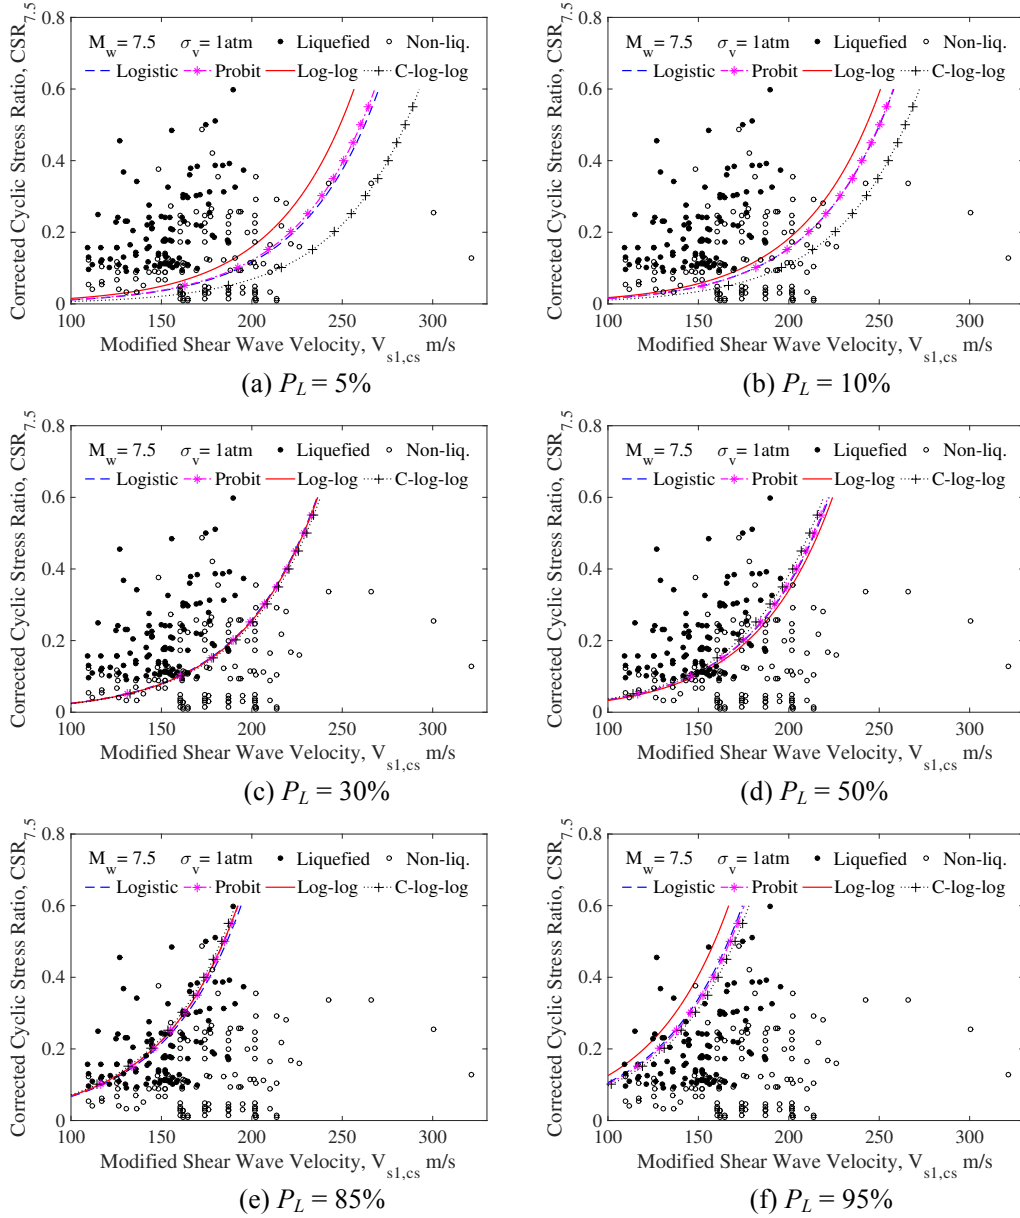 0.8
M_w = 7.5 σ_v = 1atm Liquefied Non-liq.
Logistic Probit Log-log C-log-log
0.6
0.4
0.2
0
100 150 200 250 300
Corrected Cyclic Stress Ratio, CSR_7.5
Modified Shear Wave Velocity, V_s1,cs m/s
(a) P_L = 5%
0.8
M_w = 7.5 σ_v = 1atm Liquefied Non-liq.
Logistic Probit Log-log C-log-log
0.6
0.4
0.2
0
100 150 200 250 300
Corrected Cyclic Stress Ratio, CSR_7.5
Modified Shear Wave Velocity, V_s1,cs m/s
(b) P_L = 10%
0.8
M_w = 7.5 σ_v = 1atm Liquefied Non-liq.
Logistic Probit Log-log C-log-log
0.6
0.4
0.2
0
100 150 200 250 300
Corrected Cyclic Stress Ratio, CSR_7.5
Modified Shear Wave Velocity, V_s1,cs m/s
(c) P_L = 30%
0.8
M_w = 7.5 σ_v = 1atm Liquefied Non-liq.
Logistic Probit Log-log C-log-log
0.6
0.4
0.2
0
100 150 200 250 300
Corrected Cyclic Stress Ratio, CSR_7.5
Modified Shear Wave Velocity, V_s1,cs m/s
(d) P_L = 50%
0.8
M_w = 7.5 σ_v = 1atm Liquefied Non-liq.
Logistic Probit Log-log C-log-log
0.6
0.4
0.2
0
100 150 200 250 300
Corrected Cyclic Stress Ratio, CSR_7.5
Modified Shear Wave Velocity, V_s1,cs m/s
(e) P_L = 85%
0.8
M_w = 7.5 σ_v = 1atm Liquefied Non-liq.
Logistic Probit Log-log C-log-log
0.6
0.4
0.2
0
100 150 200 250 300
Corrected Cyclic Stress Ratio, CSR_7.5
Modified Shear Wave Velocity, V_s1,cs m/s
(f) P_L = 95%